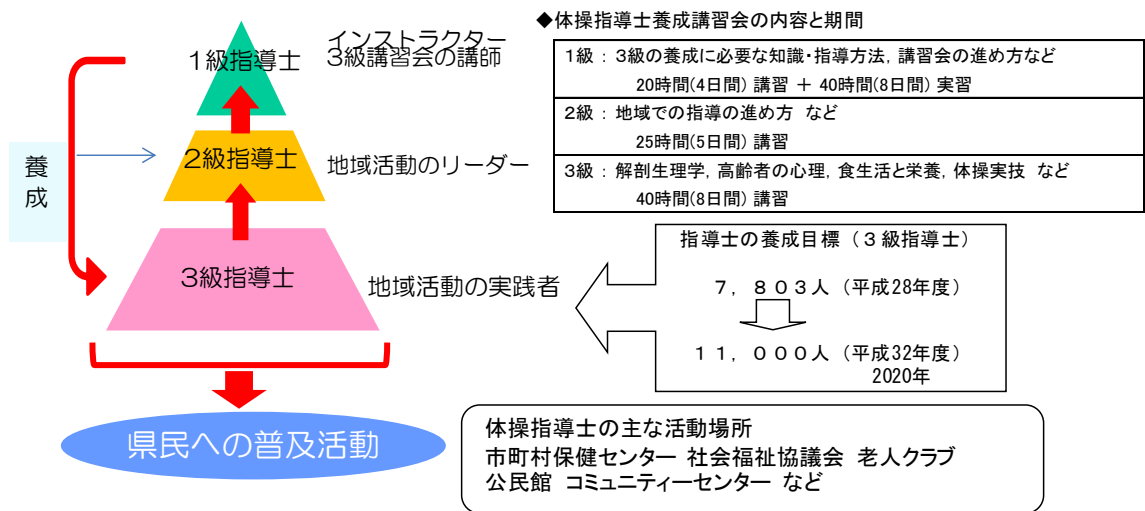 インストラクター
3級講習会の講師
1級指導士
2級指導士
地域活動のリーダー
養
成
3級指導士
地域活動の実践者
県民への普及活動
◆体操指導士養成講習会の内容と期間
1級 : 3級の養成に必要な知識・指導方法, 講習会の進め方など
20時間(4日間) 講習 + 40時間(8日間) 実習
2級 : 地域での指導の進め方 など
25時間(5日間) 講習
3級 : 解剖生理学, 高齢者の心理, 食生活と栄養, 体操実技 など
40時間(8日間) 講習
指導士の養成目標 (3級指導士)
7, 803人 (平成28年度)
11, 000人 (平成32年度)
2020年
体操指導士の主な活動場所
市町村保健センター 社会福祉協議会 老人クラブ
公民館 コミュニティーセンター など